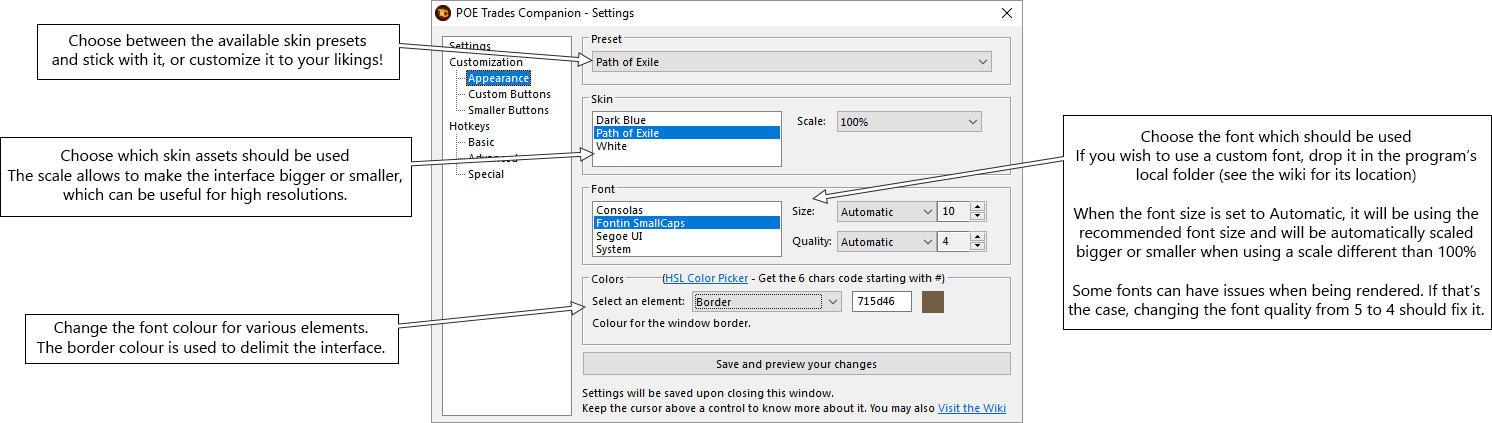 POE Trades Companion - Settings
Choose between the available skin presets
and stick with it, or customize it to your likings!
Choose which skin assets should be used
The scale allows to make the interface bigger or smaller,
which can be useful for high resolutions.
Change the font colour for various elements.
The border colour is used to delimit the interface.
Settings
Customization
Appearance
Custom Buttons
Smaller Buttons
Hotkeys
Basic
Advanced
Special
Preset
Path of Exile
Skin
Dark Blue
Path of Exile
White
Scale: 100%
Font
Consolas
Fontin SmallCaps
Segoe UI
System
Size: Automatic 10
Quality: Automatic 4
Colors (HSL Color Picker - Get the 6 chars code starting with #)
Select an element: Border 715d46
Colour for the window border.
Save and preview your changes
Settings will be saved upon closing this window.
Keep the cursor above a control to know more about it. You may also Visit the Wiki
Choose the font which should be used
If you wish to use a custom font, drop it in the program's
local folder (see the wiki for its location)
When the font size is set to Automatic, it will be using the
recommended font size and will be automatically scaled
bigger or smaller when using a scale different than 100%
Some fonts can have issues when being rendered. If that's
the case, changing the font quality from 5 to 4 should fix it.